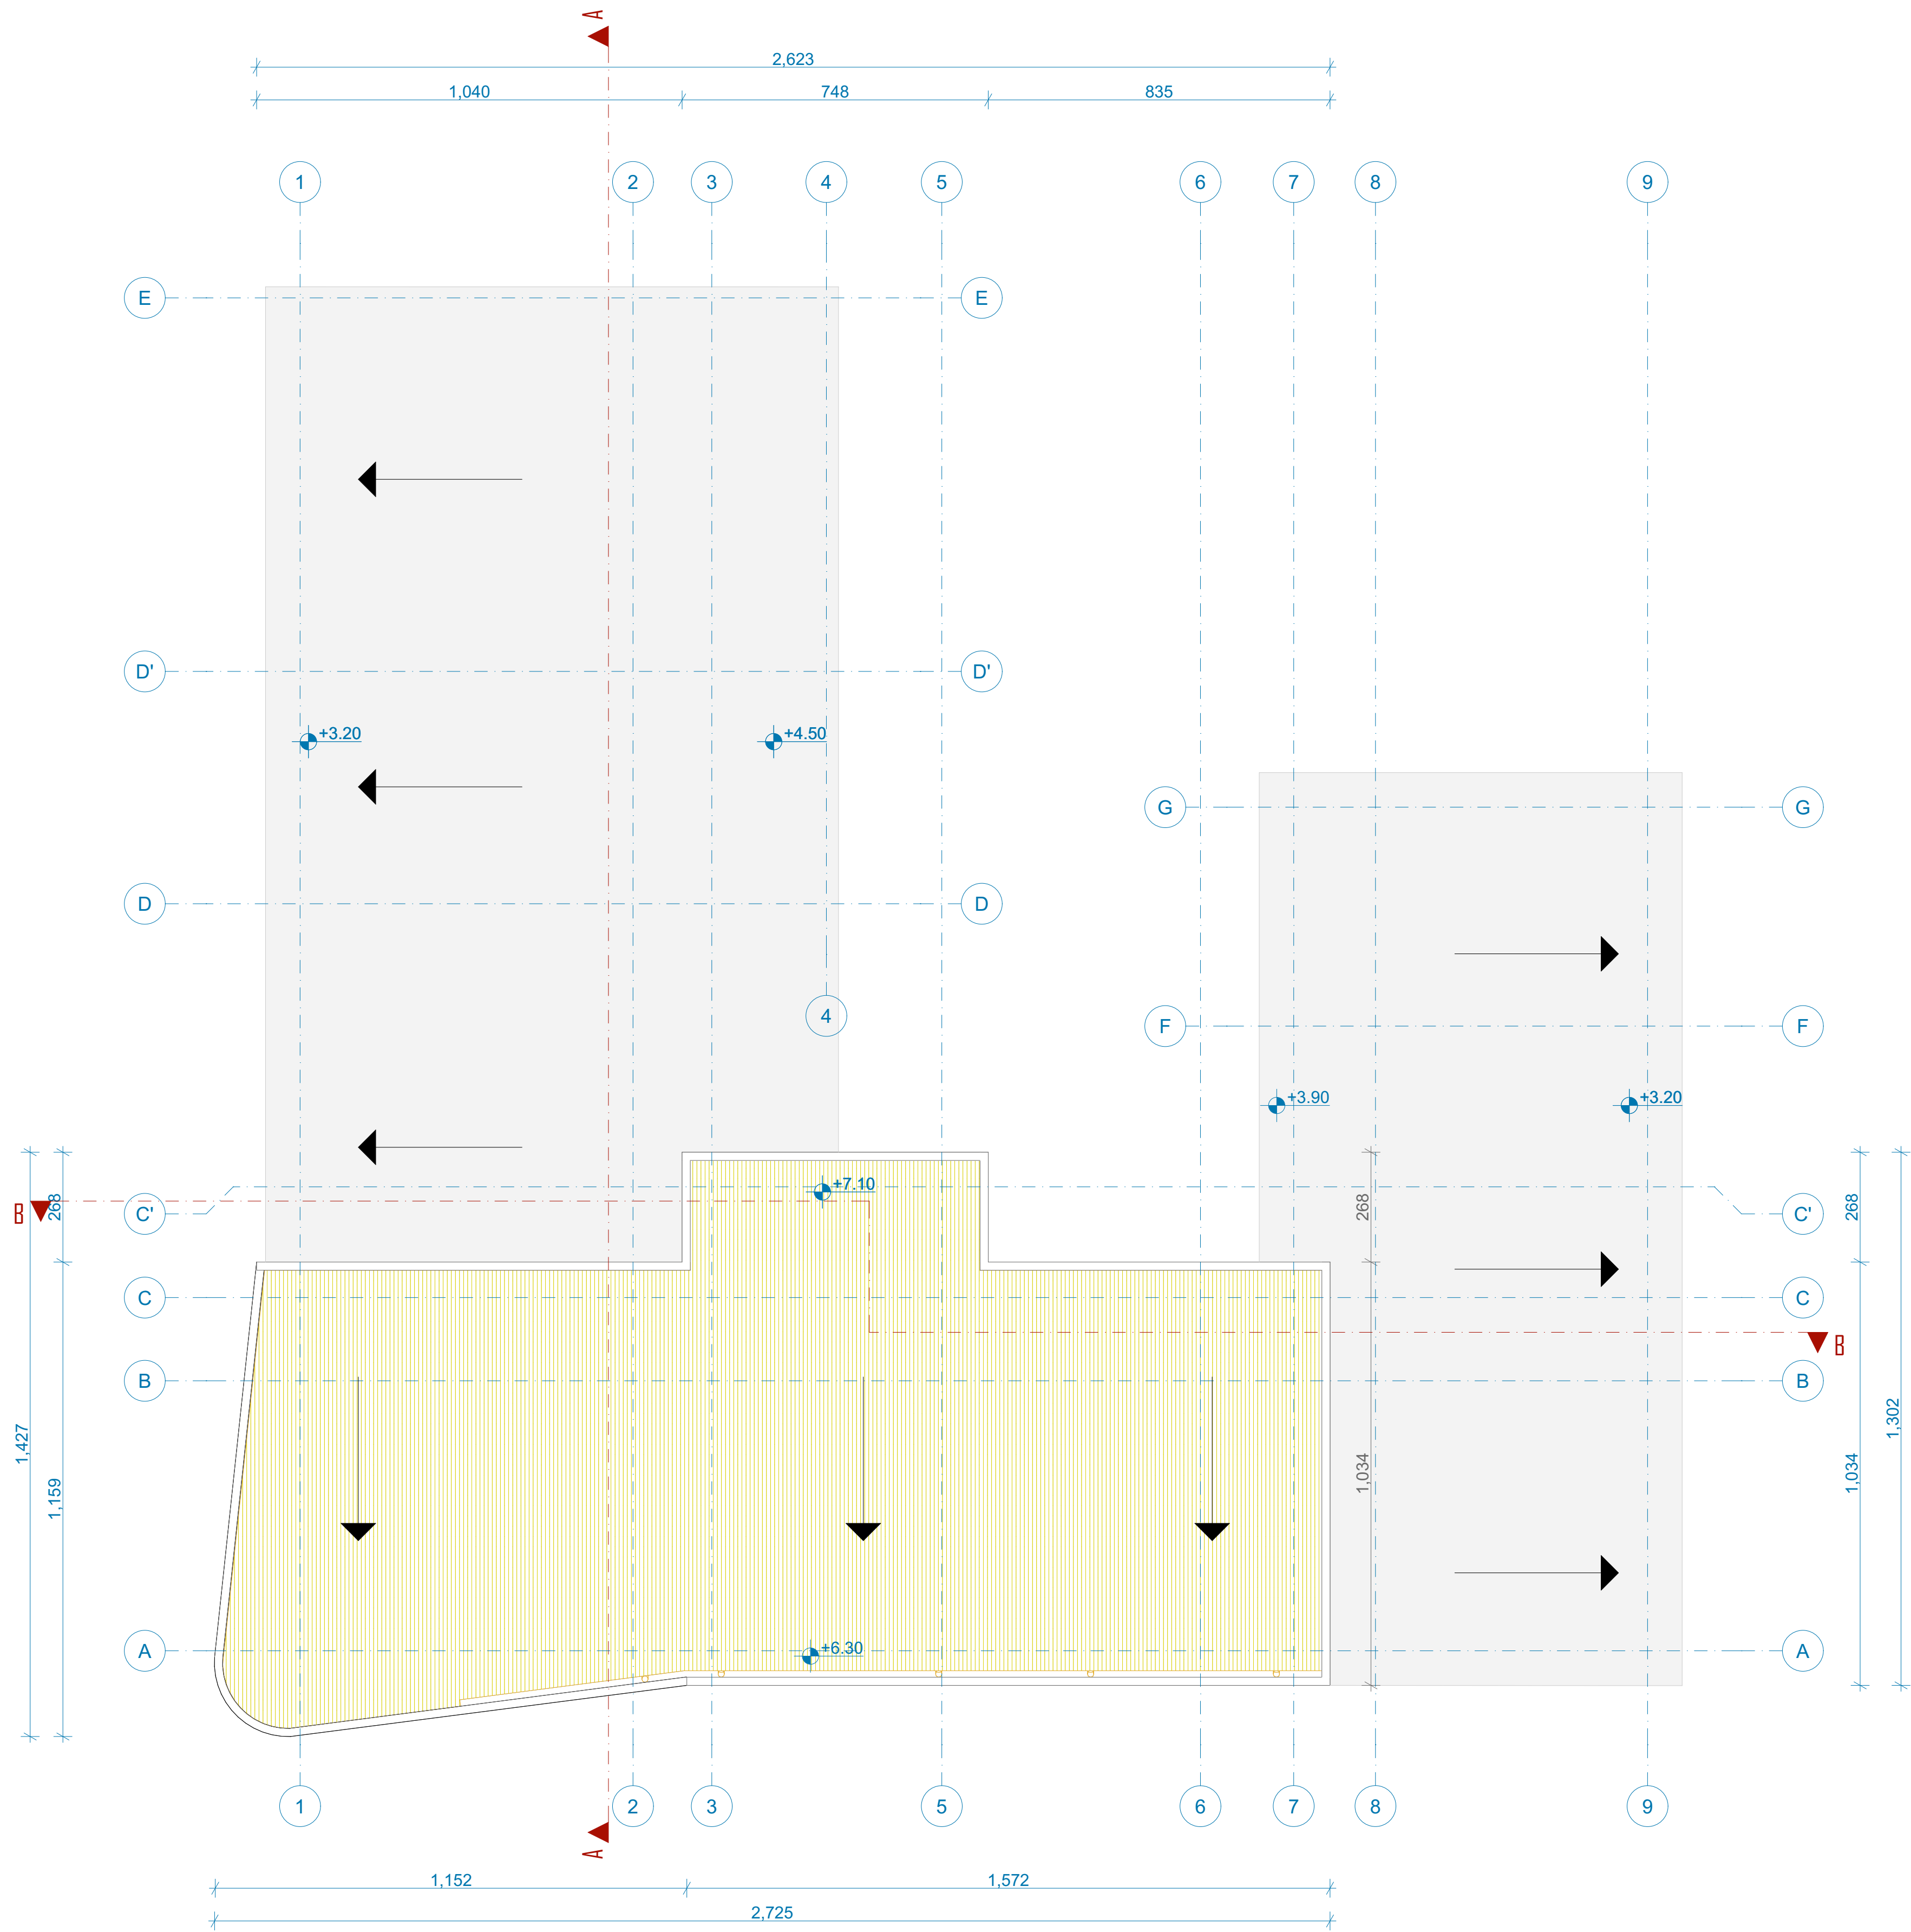 A
2,623
1,040 748 835
1 2 3 4 5 6 7 8 9
E E
D' D'
+3.20 +4.50
G G
D D
4
F F
+3.90 +3.20
+7.10
B 268 C' 268 268 C'
C C
B
B B
1,427 1,302
1,159 1,034 1,034
A +6.30 A
1 2 3 5 6 7 8 9
A
1,152 1,572
2,725